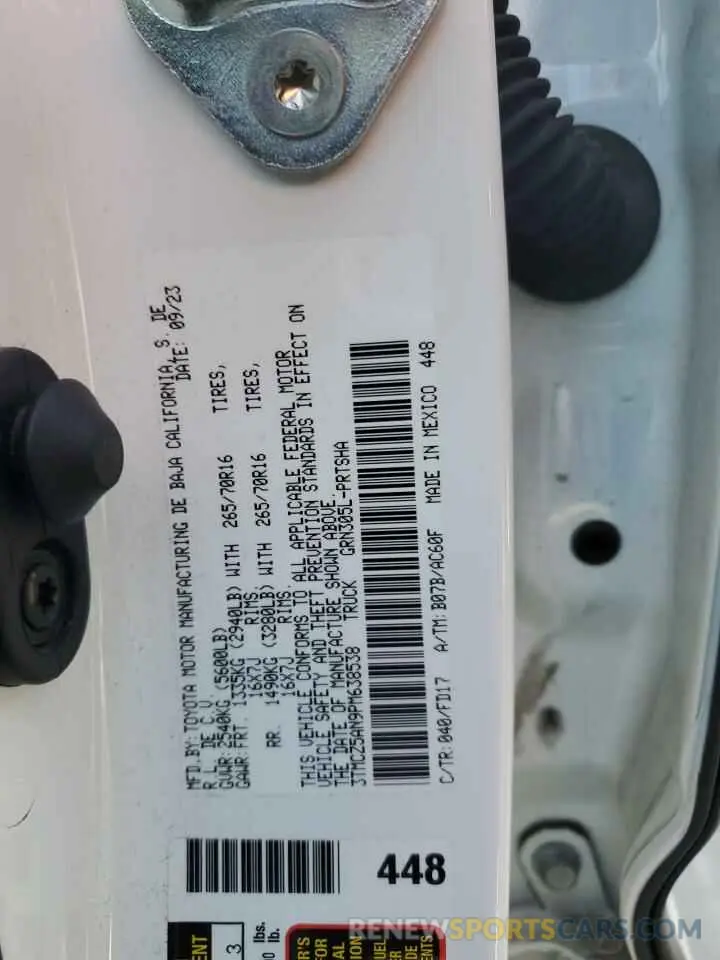 MFD.BY:TOYOTA MOTOR MANUFACTURING DE BAJA CALIFORNIA, S. DE
R.L. DE C.V. DATE: 09/23
GVWR:2540KG (5600LB)
GAWR:FRT. 1335KG (2940LB) WITH 265/70R16 TIRES,
16X7J RIMS.
RR. 1490KG (3280LB) WITH 265/70R16 TIRES,
16X7J RIMS.
THIS VEHICLE CONFORMS TO ALL APPLICABLE FEDERAL MOTOR
VEHICLE SAFETY AND THEFT PREVENTION STANDARDS IN EFFECT ON
THE DATE OF MANUFACTURE SHOWN ABOVE.
3TMCZ5AN9PM638538 TRUCK GRN305L-PRTSHA
C/TR:040/FD17 A/TM:B07B/AC60F MADE IN MEXICO 448
448
3
lbs.
lb.
RENEWSPORTSCARS.COM